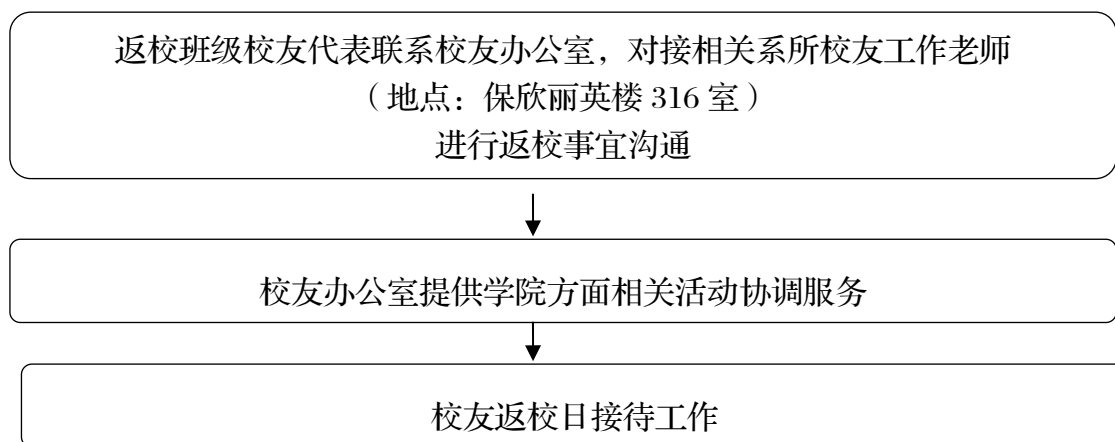 返校班级校友代表联系校友办公室，对接相关系所校友工作老师
（地点：保欣丽英楼 316 室）
进行返校事宜沟通
校友办公室提供学院方面相关活动协调服务
校友返校日接待工作